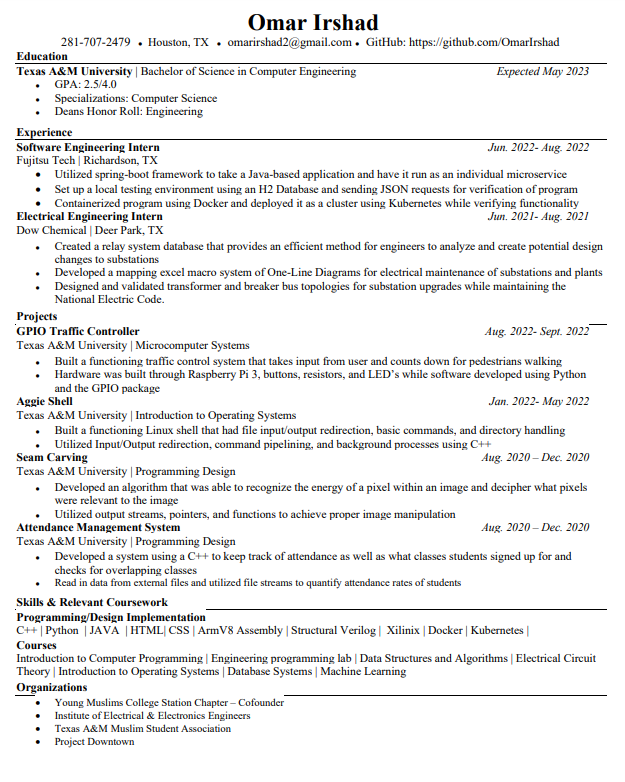 Omar Irshad
281-707-2479 • Houston, TX • omarirshad2@gmail.com • GitHub: https://github.com/OmarIrshad
Education
Texas A&M University | Bachelor of Science in Computer Engineering Expected May 2023
• GPA: 2.5/4.0
• Specializations: Computer Science
• Deans Honor Roll: Engineering
Experience
Software Engineering Intern Jun. 2022- Aug. 2022
Fujitsu Tech | Richardson, TX
• Utilized spring-boot framework to take a Java-based application and have it run as an individual microservice
• Set up a local testing environment using an H2 Database and sending JSON requests for verification of program
• Containerized program using Docker and deployed it as a cluster using Kubernetes while verifying functionality
Electrical Engineering Intern Jun. 2021- Aug. 2021
Dow Chemical | Deer Park, TX
• Created a relay system database that provides an efficient method for engineers to analyze and create potential design
changes to substations
• Developed a mapping excel macro system of One-Line Diagrams for electrical maintenance of substations and plants
• Designed and validated transformer and breaker bus topologies for substation upgrades while maintaining the
National Electric Code.
Projects
GPIO Traffic Controller Aug. 2022- Sept. 2022
Texas A&M University | Microcomputer Systems
• Built a functioning traffic control system that takes input from user and counts down for pedestrians walking
• Hardware was built through Raspberry Pi 3, buttons, resistors, and LED's while software developed using Python
and the GPIO package
Aggie Shell Jan. 2022- May 2022
Texas A&M University | Introduction to Operating Systems
• Built a functioning Linux shell that had file input/output redirection, basic commands, and directory handling
• Utilized Input/Output redirection, command pipelining, and background processes using C++
Seam Carving Aug. 2020 – Dec. 2020
Texas A&M University | Programming Design
• Developed an algorithm that was able to recognize the energy of a pixel within an image and decipher what pixels
were relevant to the image
• Utilized output streams, pointers, and functions to achieve proper image manipulation
Attendance Management System Aug. 2020 – Dec. 2020
Texas A&M University | Programming Design
• Developed a system using a C++ to keep track of attendance as well as what classes students signed up for and
checks for overlapping classes
• Read in data from external files and utilized file streams to quantify attendance rates of students
Skills & Relevant Coursework
Programming/Design Implementation
C++ | Python | JAVA | HTML| CSS | ArmV8 Assembly | Structural Verilog | Xilinix | Docker | Kubernetes |
Courses
Introduction to Computer Programming | Engineering programming lab | Data Structures and Algorithms | Electrical Circuit
Theory | Introduction to Operating Systems | Database Systems | Machine Learning
Organizations
• Young Muslims College Station Chapter – Cofounder
• Institute of Electrical & Electronics Engineers
• Texas A&M Muslim Student Association
• Project Downtown